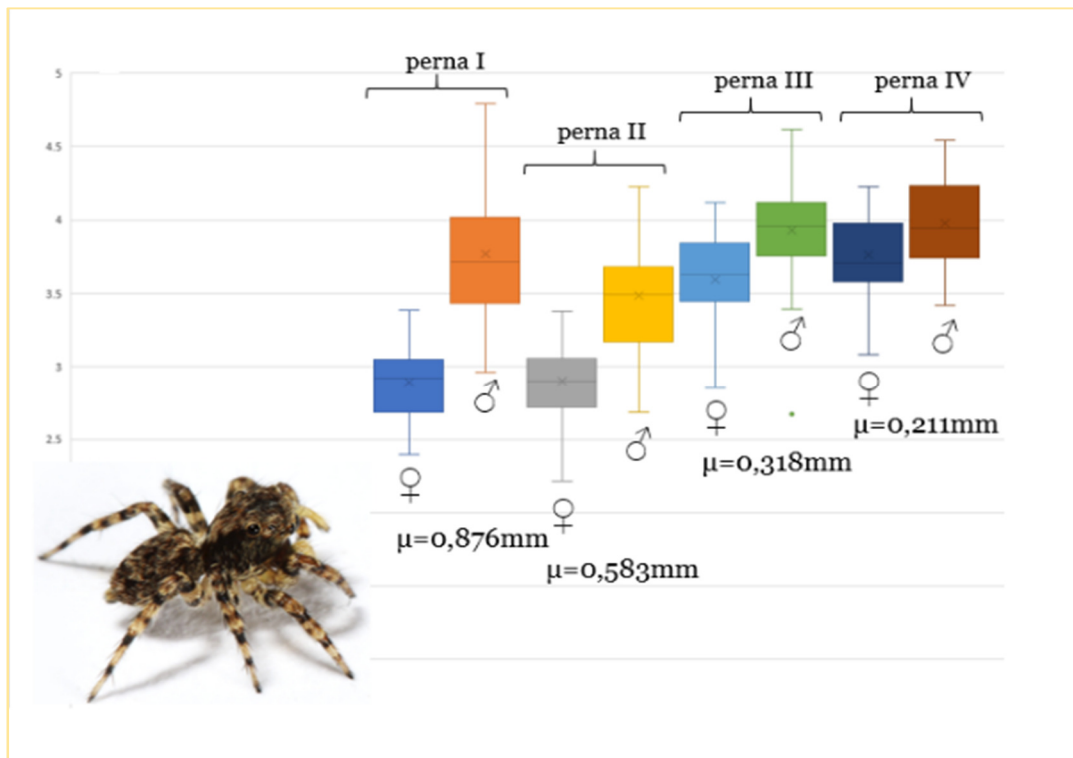 perna I
perna II
perna III
perna IV
5
4.5
4
3.5
3
2.5
♀
♂
♀
♂
♀
♂
♀
♂
µ=0,876mm
µ=0,583mm
µ=0,318mm
µ=0,211mm